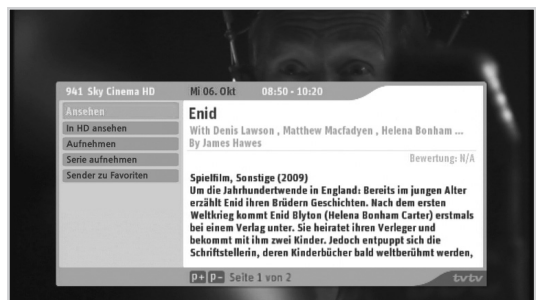 941 Sky Cinema HD Mi 06. Okt 08:50 - 10:20
Ansehen
In HD ansehen
Aufnehmen
Serie aufnehmen
Sender zu Favoriten
Enid
With Denis Lawson , Matthew Macfadyen , Helena Bonham ...
By James Hawes
Bewertung: N/A
Spielfilm, Sonstige (2009)
Um die Jahrhundertwende in England: Bereits im jungen Alter
erzählt Enid ihren Brüdern Geschichten. Nach dem ersten
Weltkrieg kommt Enid Blyton (Helena Bonham Carter) erstmals
bei einem Verlag unter. Sie heiratet ihren Verleger und
bekommt mit ihm zwei Kinder. Jedoch entpuppt sich die
Schriftstellerin, deren Kinderbücher bald weltberühmt werden,
p+ p- Seite 1 von 2
tvtv